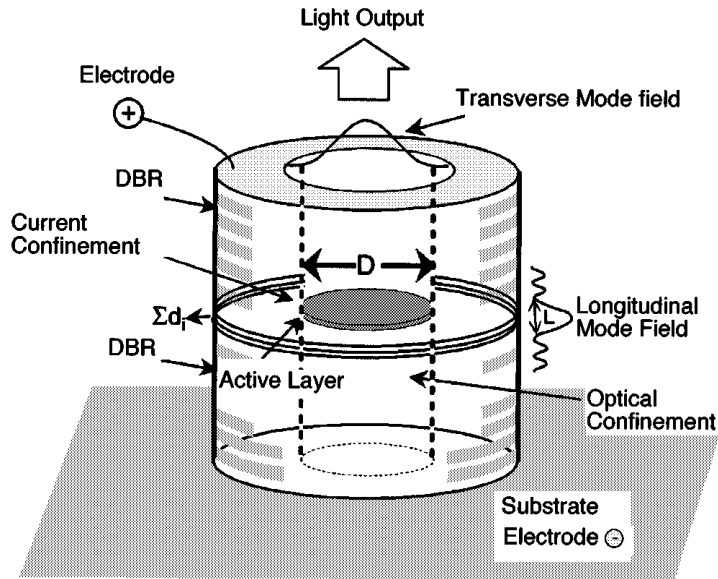 Light Output
Electrode
+
Transverse Mode field
DBR
Current
Confinement
D
Σdᵢ
L
Longitudinal
Mode Field
DBR
Active Layer
Optical
Confinement
Substrate
Electrode ⊖